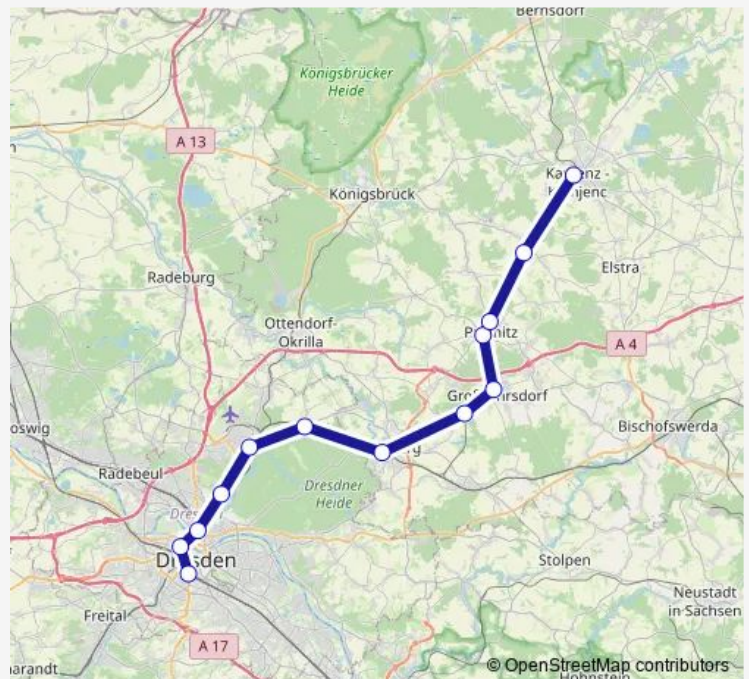 Bernsdorf
Königsbrücker
Heide
A 13
Königsbrück
Elstra
Radeburg
Ottendorf-
Okrilla
A 4
Bischofswerda
Radebeul
Dresdner
Heide
Stolpen
Freital
Neustadt
in Sachsen
A 17
© OpenStreetMap contributors